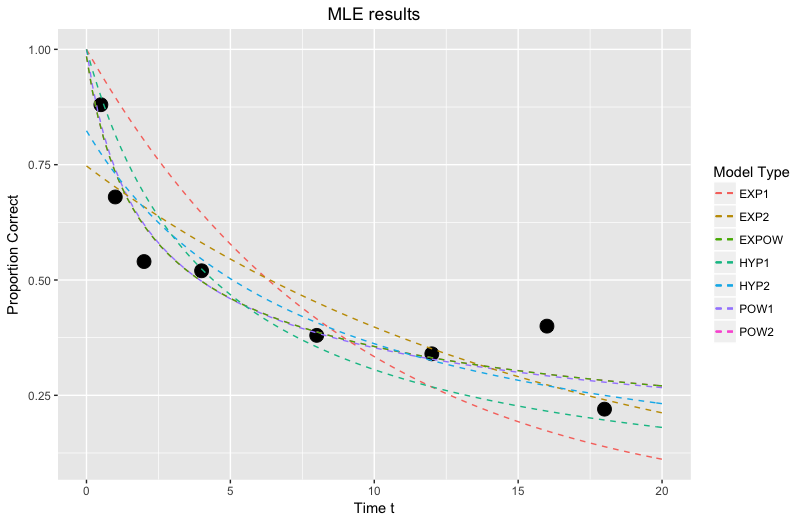 MLE results
Proportion Correct
1.00
0.75
0.50
0.25
0 5 10 15 20
Time t
Model Type
EXP1
EXP2
EXPOW
HYP1
HYP2
POW1
POW2